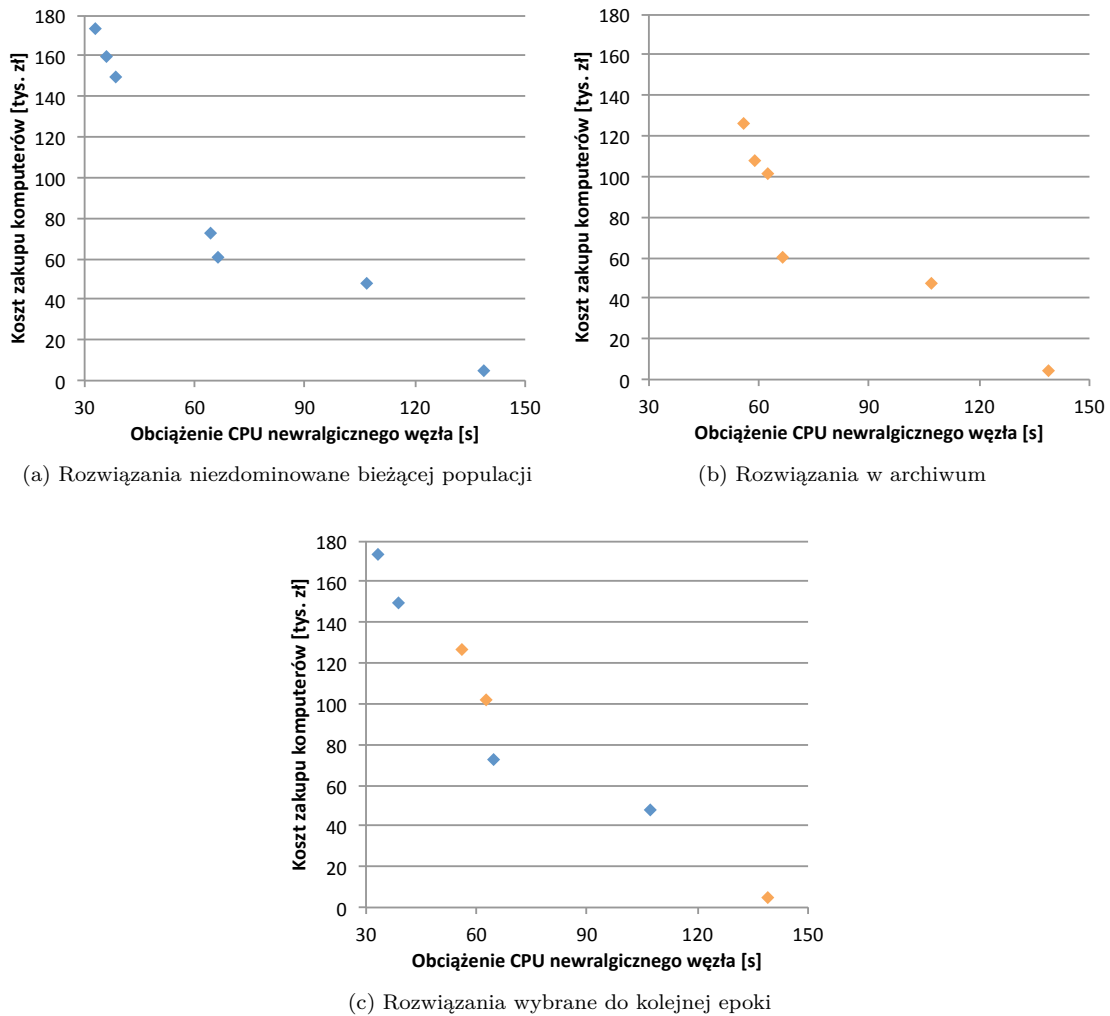 Koszt zakupu komputerów [tys. zł]
180
160
140
120
100
80
60
40
20
0
30 60 90 120 150
Obciążenie CPU newralgicznego węzła [s]
(a) Rozwiązania niezdominowane bieżącej populacji
Koszt zakupu komputerów [tys. zł]
180
160
140
120
100
80
60
40
20
0
30 60 90 120 150
Obciążenie CPU newralgicznego węzła [s]
(b) Rozwiązania w archiwum
Koszt zakupu komputerów [tys. zł]
180
160
140
120
100
80
60
40
20
0
30 60 90 120 150
Obciążenie CPU newralgicznego węzła [s]
(c) Rozwiązania wybrane do kolejnej epoki